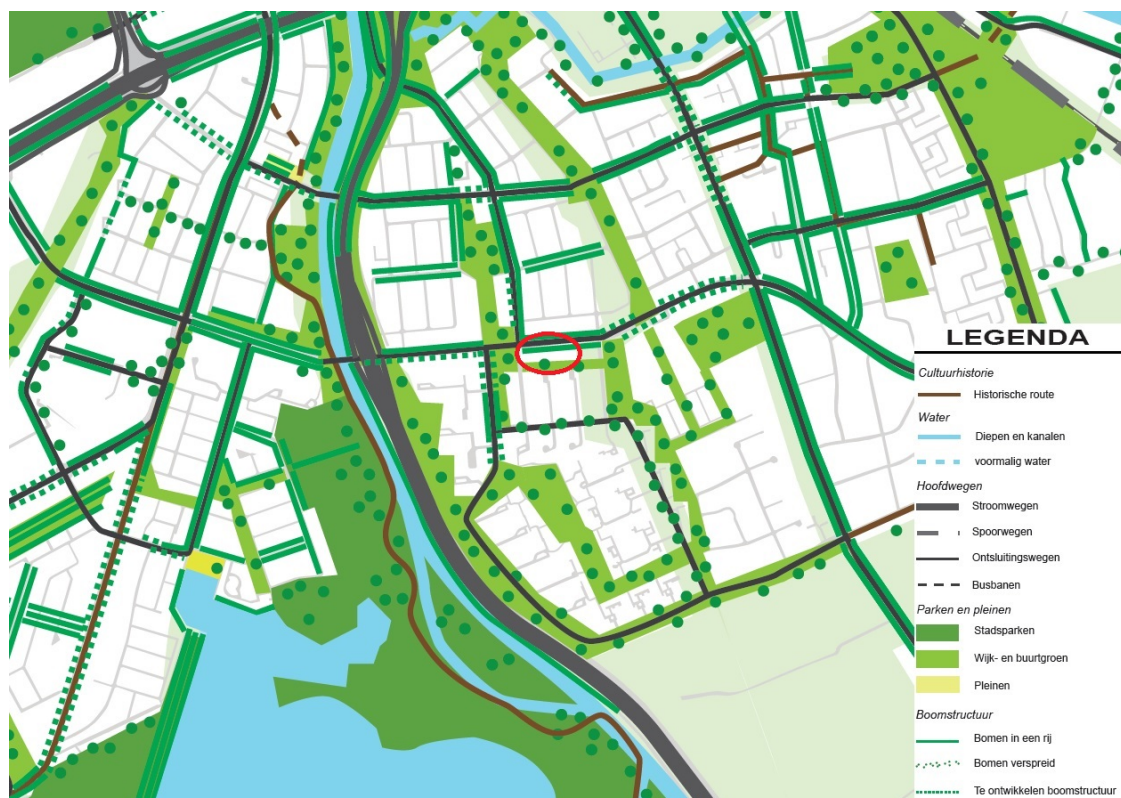 LEGENDA
Cultuurhistorie
Historische route
Water
Diepen en kanalen
voormalig water
Hoofdwegen
Stroomwegen
Spoorwegen
Ontsluitingswegen
Busbanen
Parken en pleinen
Stadsparken
Wijk- en buurtgroen
Pleinen
Boomstructuur
Bomen in een rij
Bomen verspreid
Te ontwikkelen boomstructuur